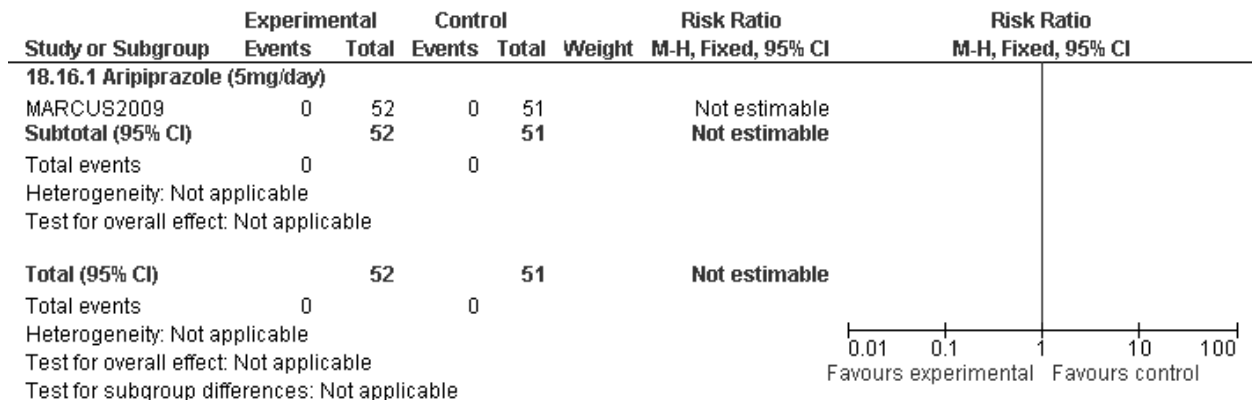 Experimental Control Risk Ratio Risk Ratio
Study or Subgroup Events Total Events Total Weight M-H, Fixed, 95% CI M-H, Fixed, 95% CI
18.16.1 Aripiprazole (5mg/day)
MARCUS2009 0 52 0 51 Not estimable
Subtotal (95% CI) 52 51 Not estimable
Total events 0 0
Heterogeneity: Not applicable
Test for overall effect: Not applicable
Total (95% CI) 52 51 Not estimable
Total events 0 0
Heterogeneity: Not applicable
Test for overall effect: Not applicable
Test for subgroup differences: Not applicable
0.01 0.1 1 10 100
Favours experimental Favours control